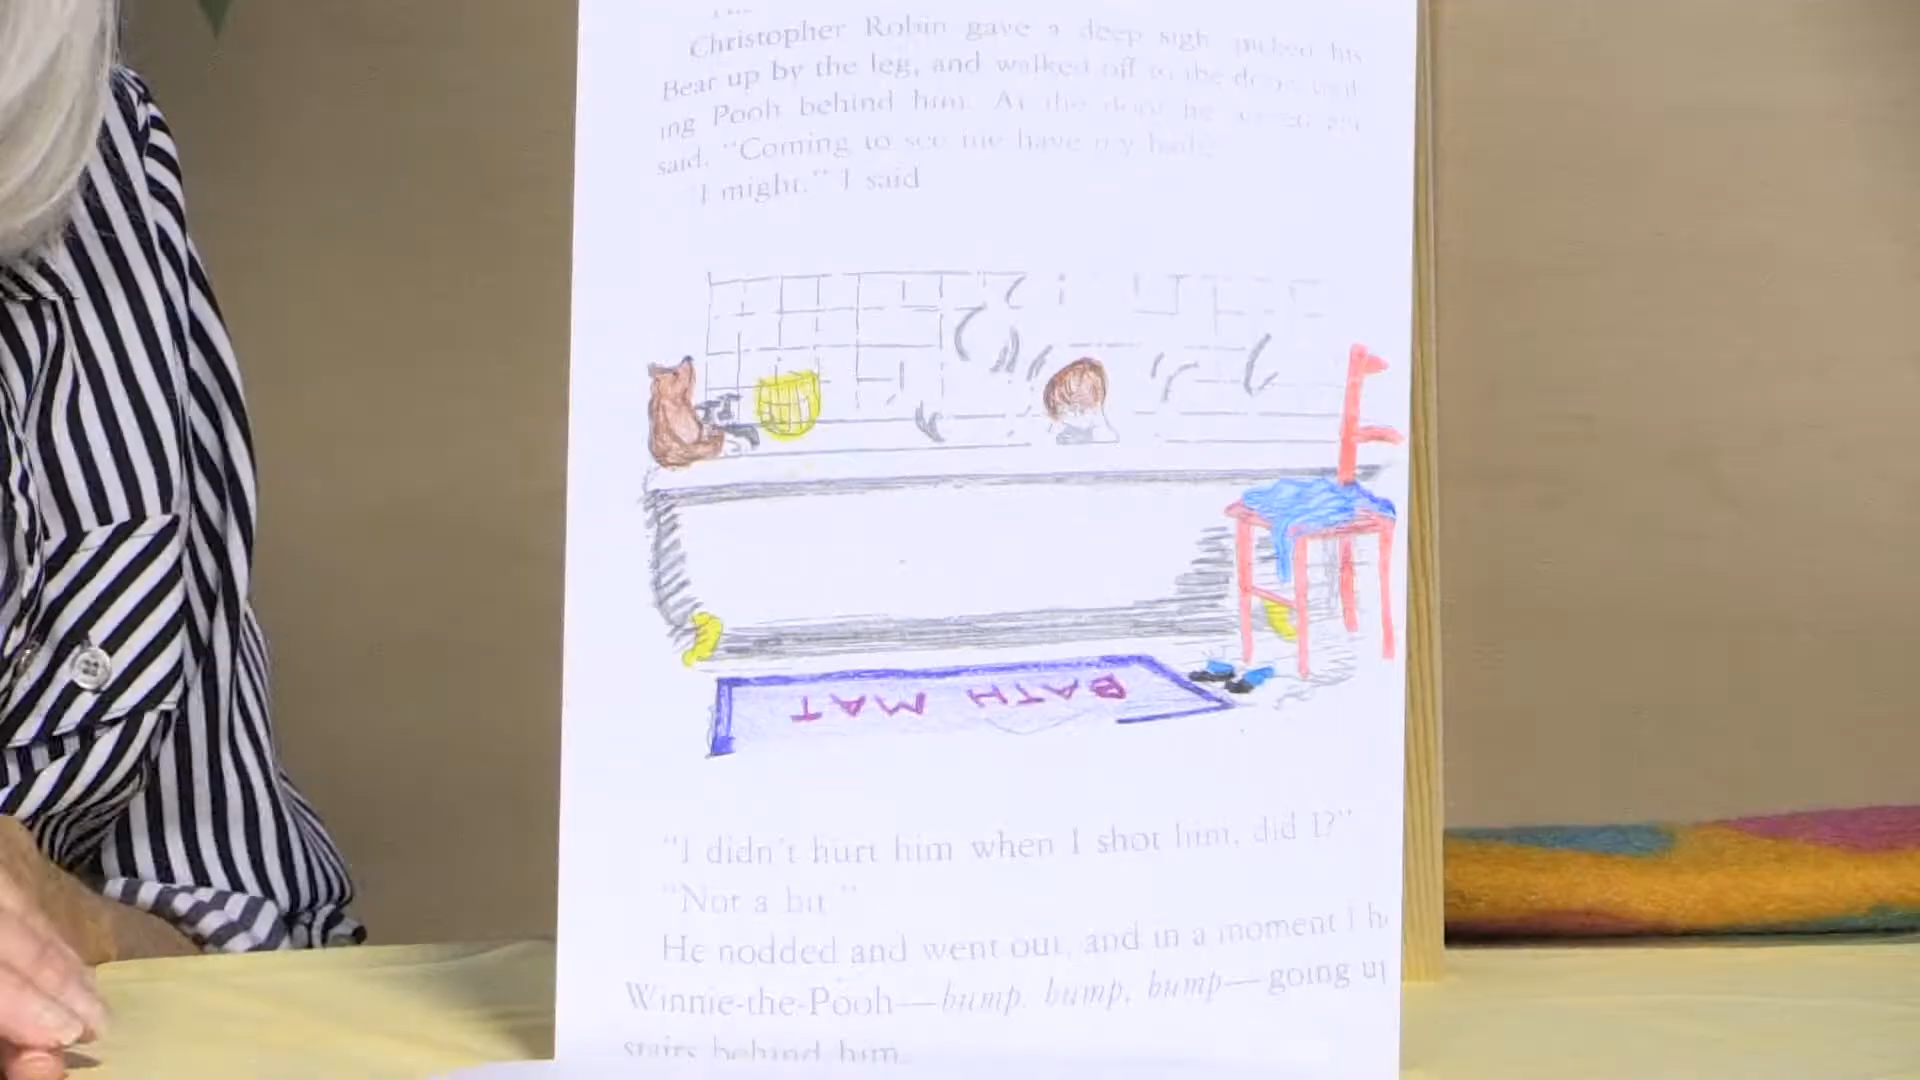 Christopher Robin gave a deep sigh, picked his
Bear up by the leg, and walked off to the door, trail-
ing Pooh behind him. At the door he turned and
said, "Coming to see me have my bath?"
"I might," I said.
BATH MAT
"I didn't hurt him when I shot him, did I?"
"Not a bit."
He nodded and went out, and in a moment I he
Winnie-the-Pooh—bump, bump, bump—going up
stairs behind him.